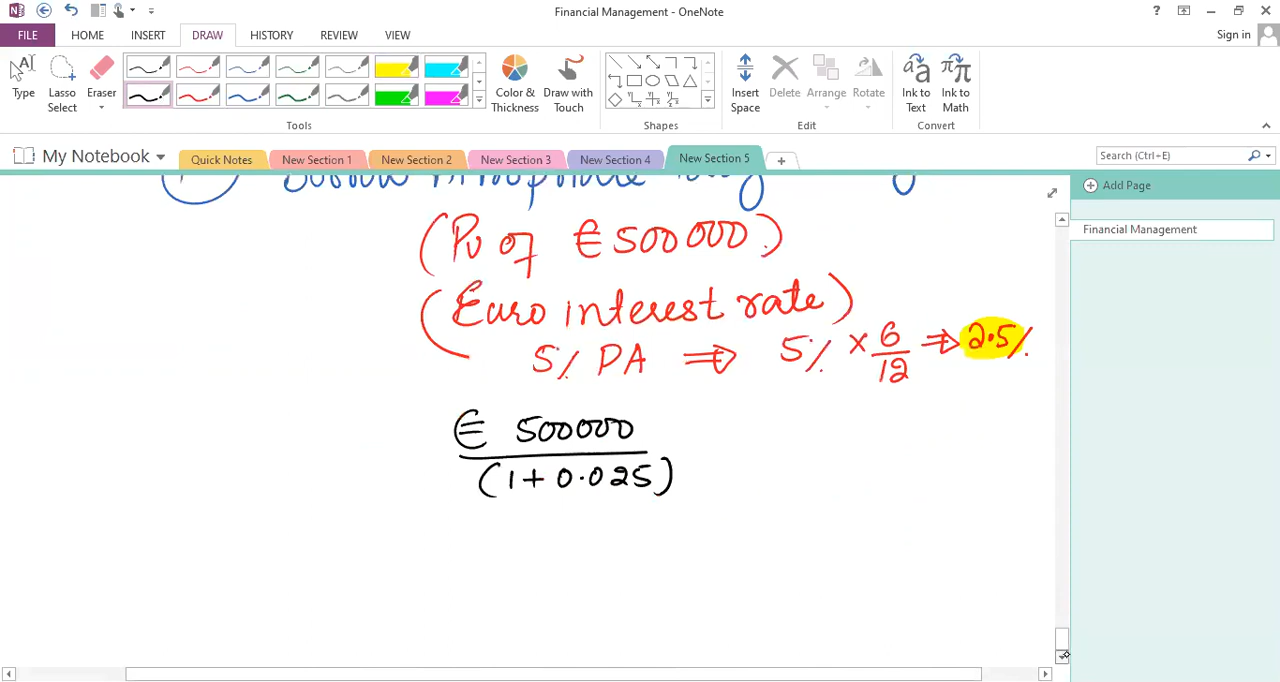 Financial Management - OneNote
?
FILE HOME INSERT DRAW HISTORY REVIEW VIEW
Sign in
Type
Lasso Select
Eraser
Color & Thickness
Draw with Touch
Insert Space
Delete
Arrange
Rotate
Ink to Text
Ink to Math
Tools
Shapes
Edit
Convert
My Notebook
Quick Notes New Section 1 New Section 2 New Section 3 New Section 4 New Section 5
Search (Ctrl+E)
Add Page
Financial Management
(PV of € 500000)
(Euro interest rate)
5% PA ⇒ 5% × 6/12 ⇒ 2.5%
€ 500000
(1 + 0.025)